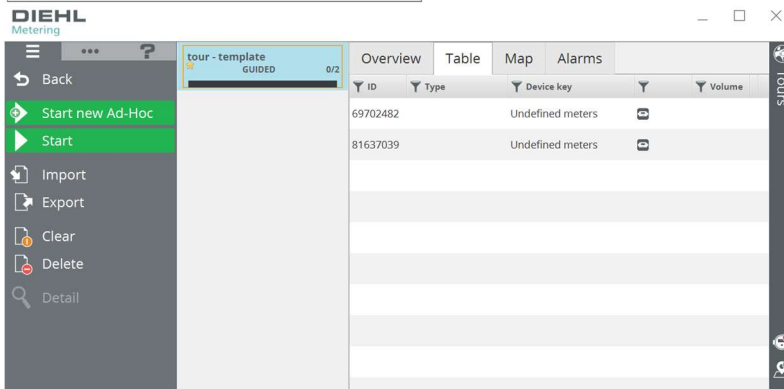 DIEHL
Metering
••• ?
Back
Start new Ad-Hoc
Start
Import
Export
Clear
Delete
Detail
tour - template
GUIDED 0/2
Overview Table Map Alarms
ID Type Device key Volume
69702482 Undefined meters
81637039 Undefined meters
Tours